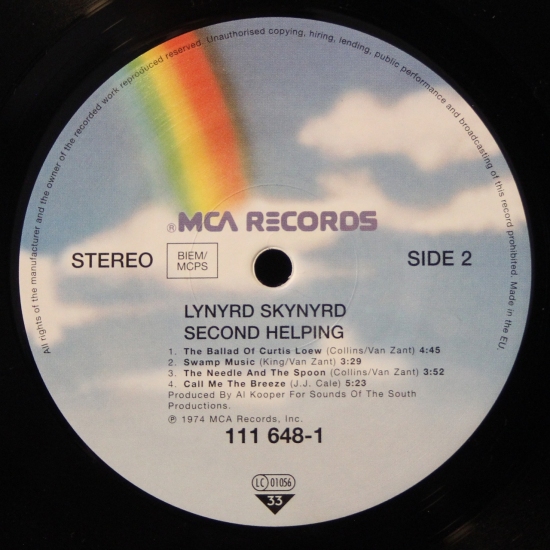 All rights of the manufacturer and the owner of the recorded work reproduced reserved. Unauthorised copying, hiring, lending, public performance and broadcasting of this record prohibited. Made in the EU.
® MCA RECORDS
STEREO
BIEM/
MCPS
SIDE 2
LYNYRD SKYNYRD
SECOND HELPING
1. The Ballad Of Curtis Loew (Collins/Van Zant) 4:45
2. Swamp Music (King/Van Zant) 3:29
3. The Needle And The Spoon (Collins/Van Zant) 3:52
4. Call Me The Breeze (J.J. Cale) 5:23
Produced By Al Kooper For Sounds Of The South
Productions.
℗ 1974 MCA Records, Inc.
111 648-1
LC 01056
33